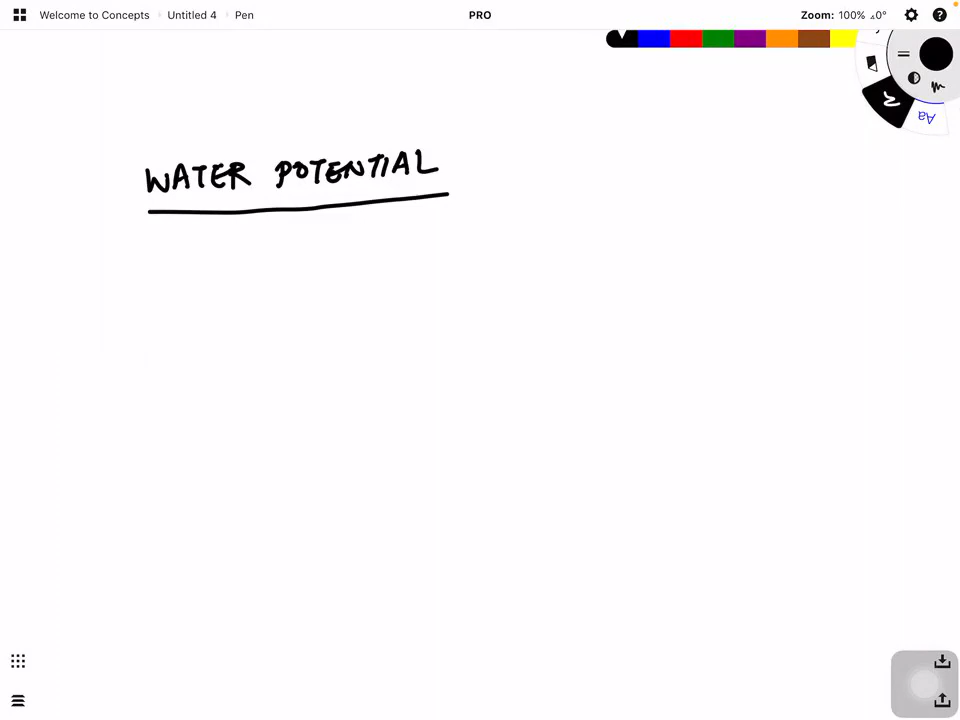 Welcome to Concepts › Untitled 4 › Pen PRO Zoom: 100% ⊿0°
Aa
WATER POTENTIAL